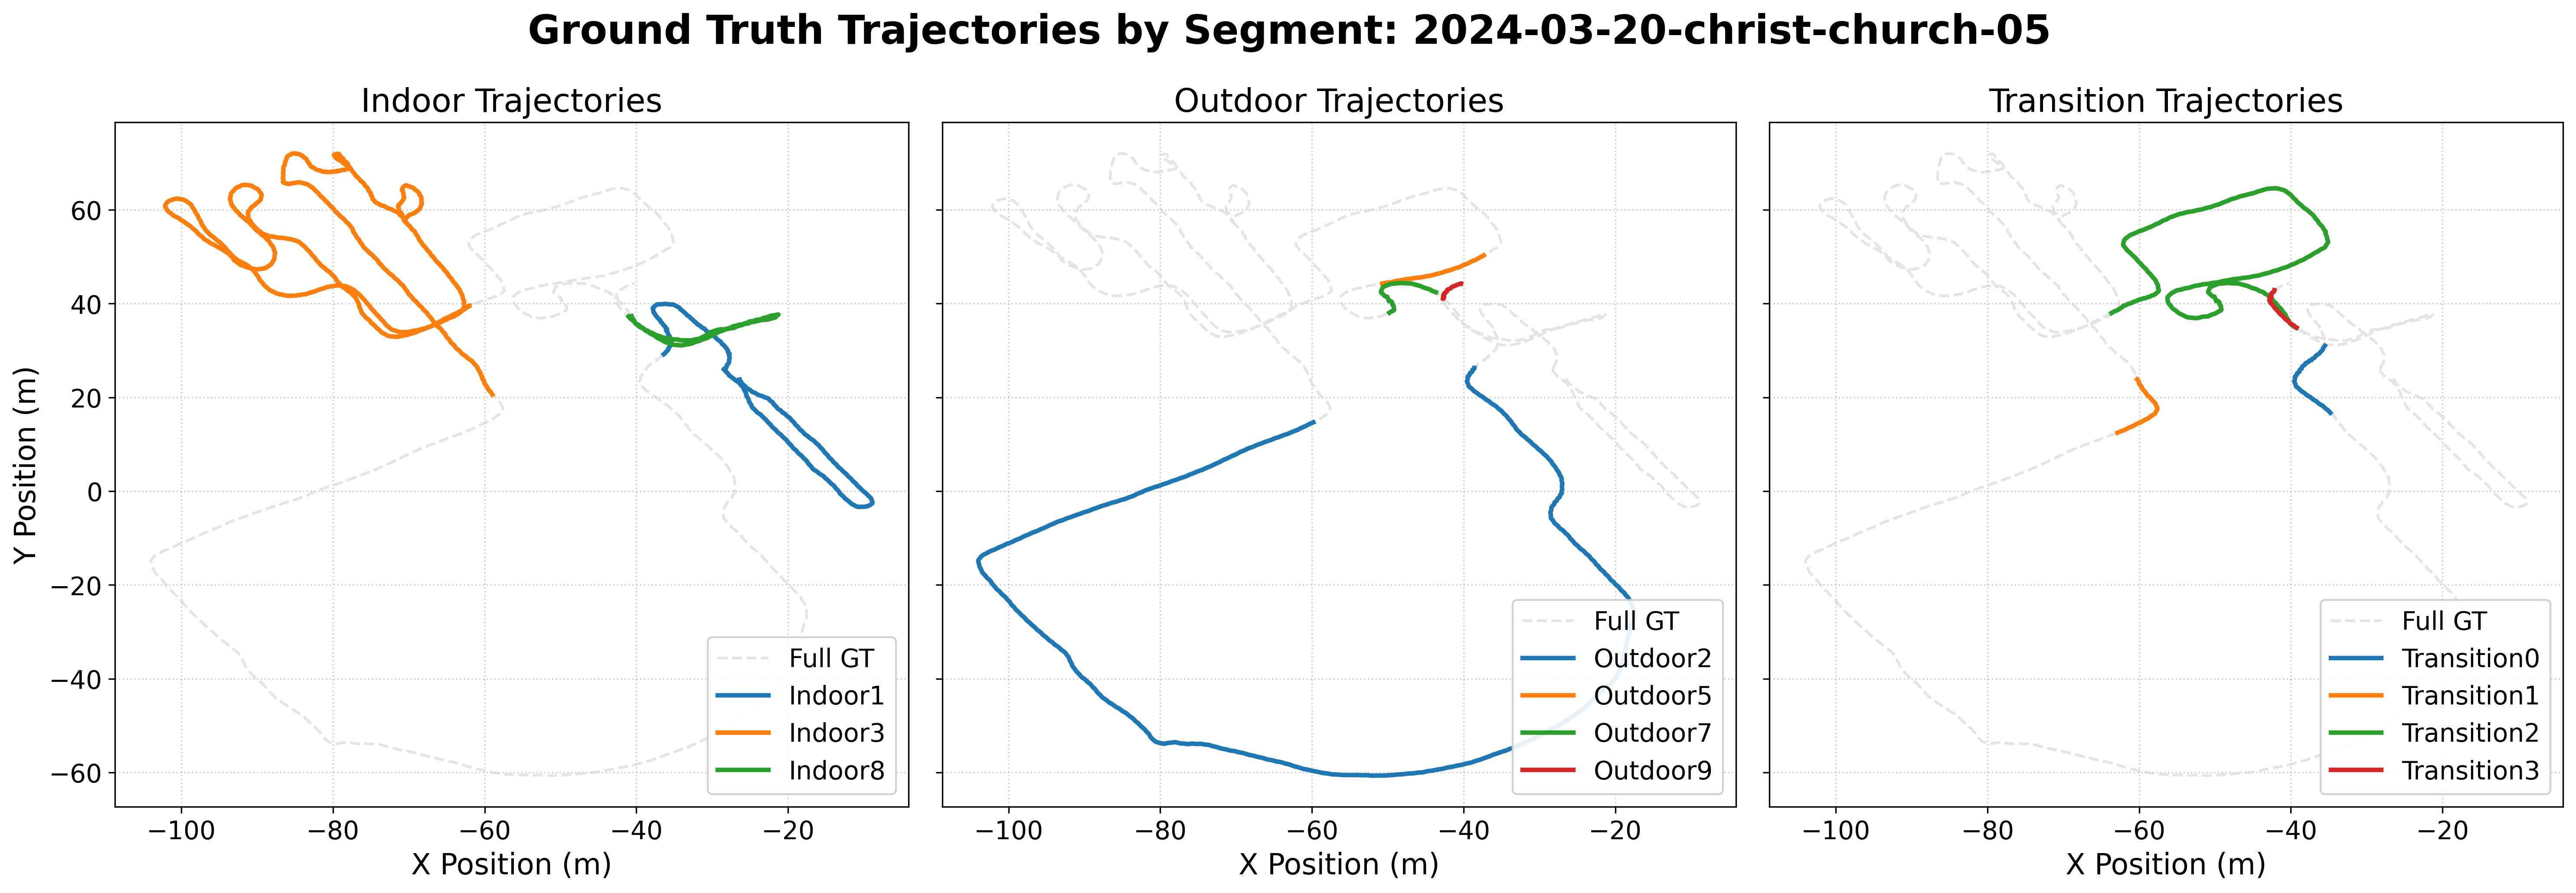 Ground Truth Trajectories by Segment: 2024-03-20-christ-church-05
Indoor Trajectories
Outdoor Trajectories
Transition Trajectories
Y Position (m)
60
40
20
0
−20
−40
−60
−100
−80
−60
−40
−20
X Position (m)
Full GT
Indoor1
Indoor3
Indoor8
−100
−80
−60
−40
−20
X Position (m)
Full GT
Outdoor2
Outdoor5
Outdoor7
Outdoor9
−100
−80
−60
−40
−20
X Position (m)
Full GT
Transition0
Transition1
Transition2
Transition3